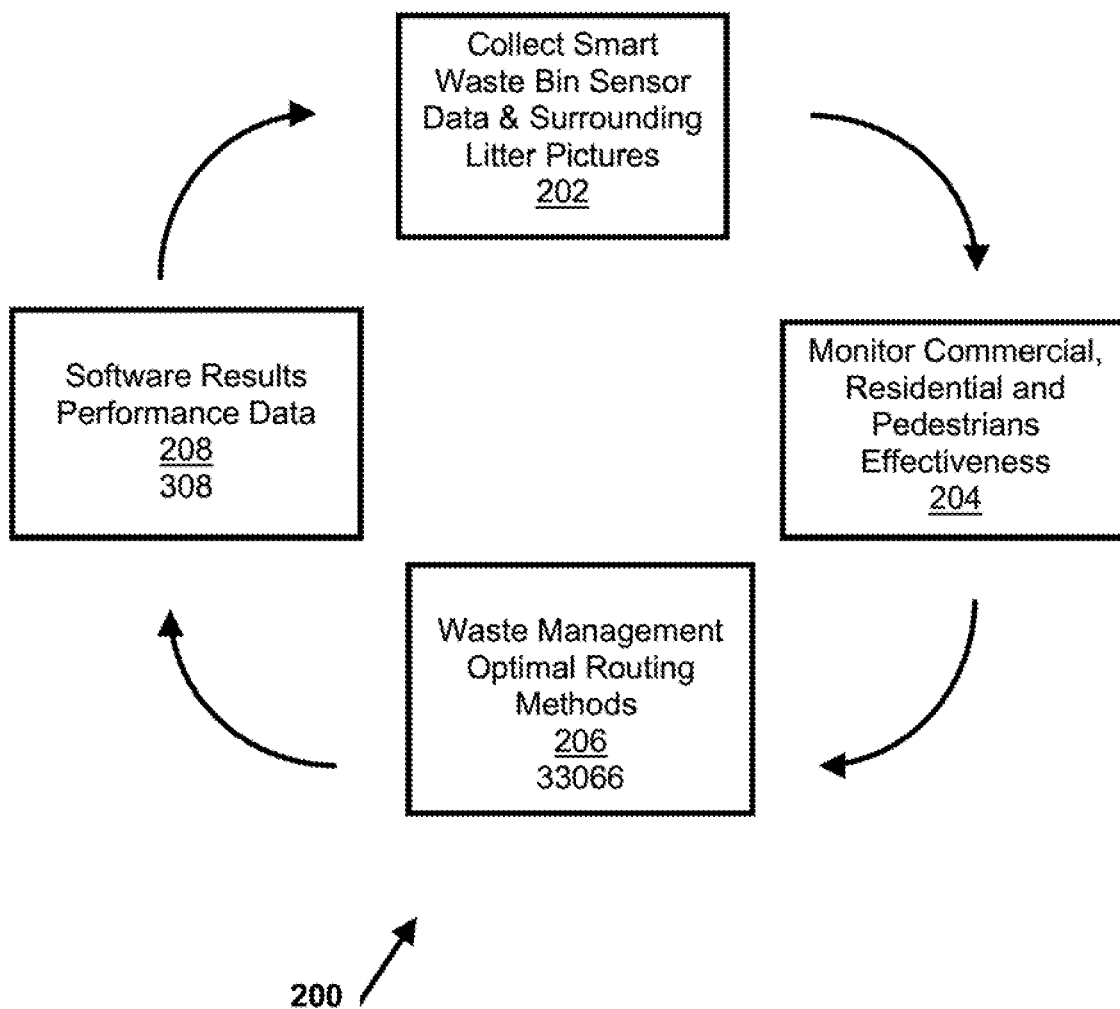 Collect Smart
Waste Bin Sensor
Data & Surrounding
Litter Pictures
202
Monitor Commercial,
Residential and
Pedestrians
Effectiveness
204
Waste Management
Optimal Routing
Methods
206
33066
Software Results
Performance Data
208
308
200